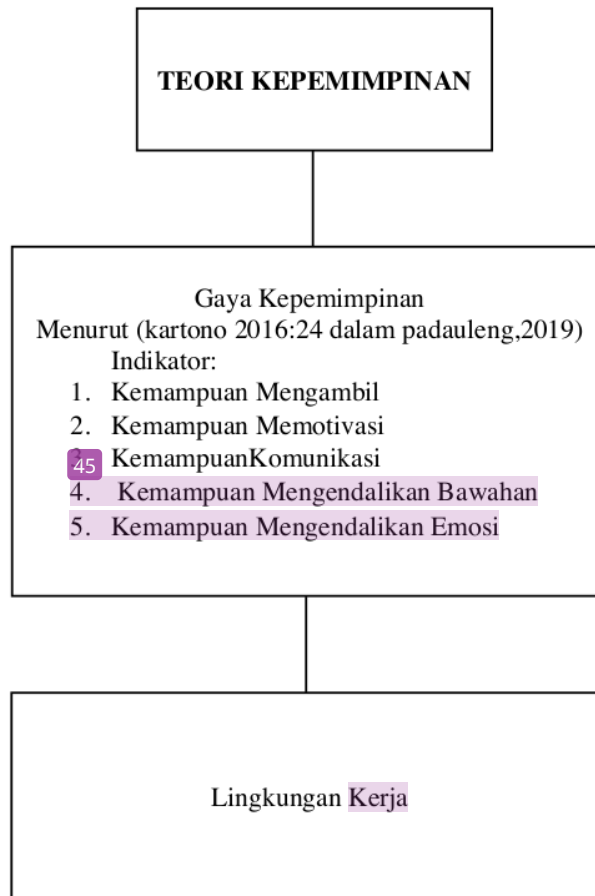 TEORI KEPEMIMPINAN
Gaya Kepemimpinan
Menurut (kartono 2016:24 dalam padauleng,2019)
Indikator:
1. Kemampuan Mengambil
2. Kemampuan Memotivasi
45 KemampuanKomunikasi
4. Kemampuan Mengendalikan Bawahan
5. Kemampuan Mengendalikan Emosi
Lingkungan Kerja